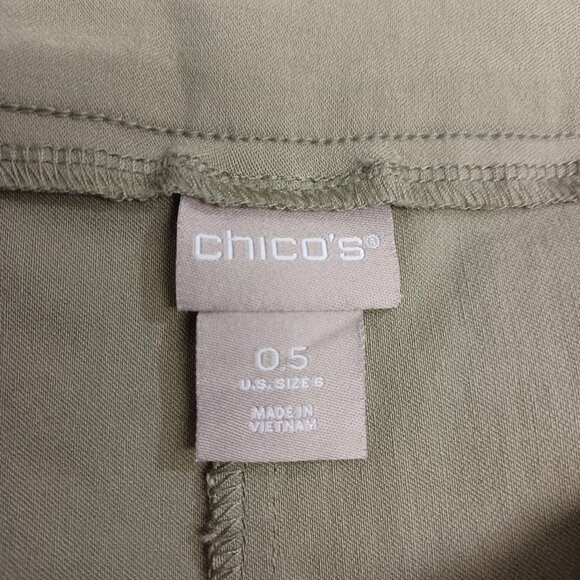 chico's®
0.5
U.S. SIZE 6
MADE IN
VIETNAM